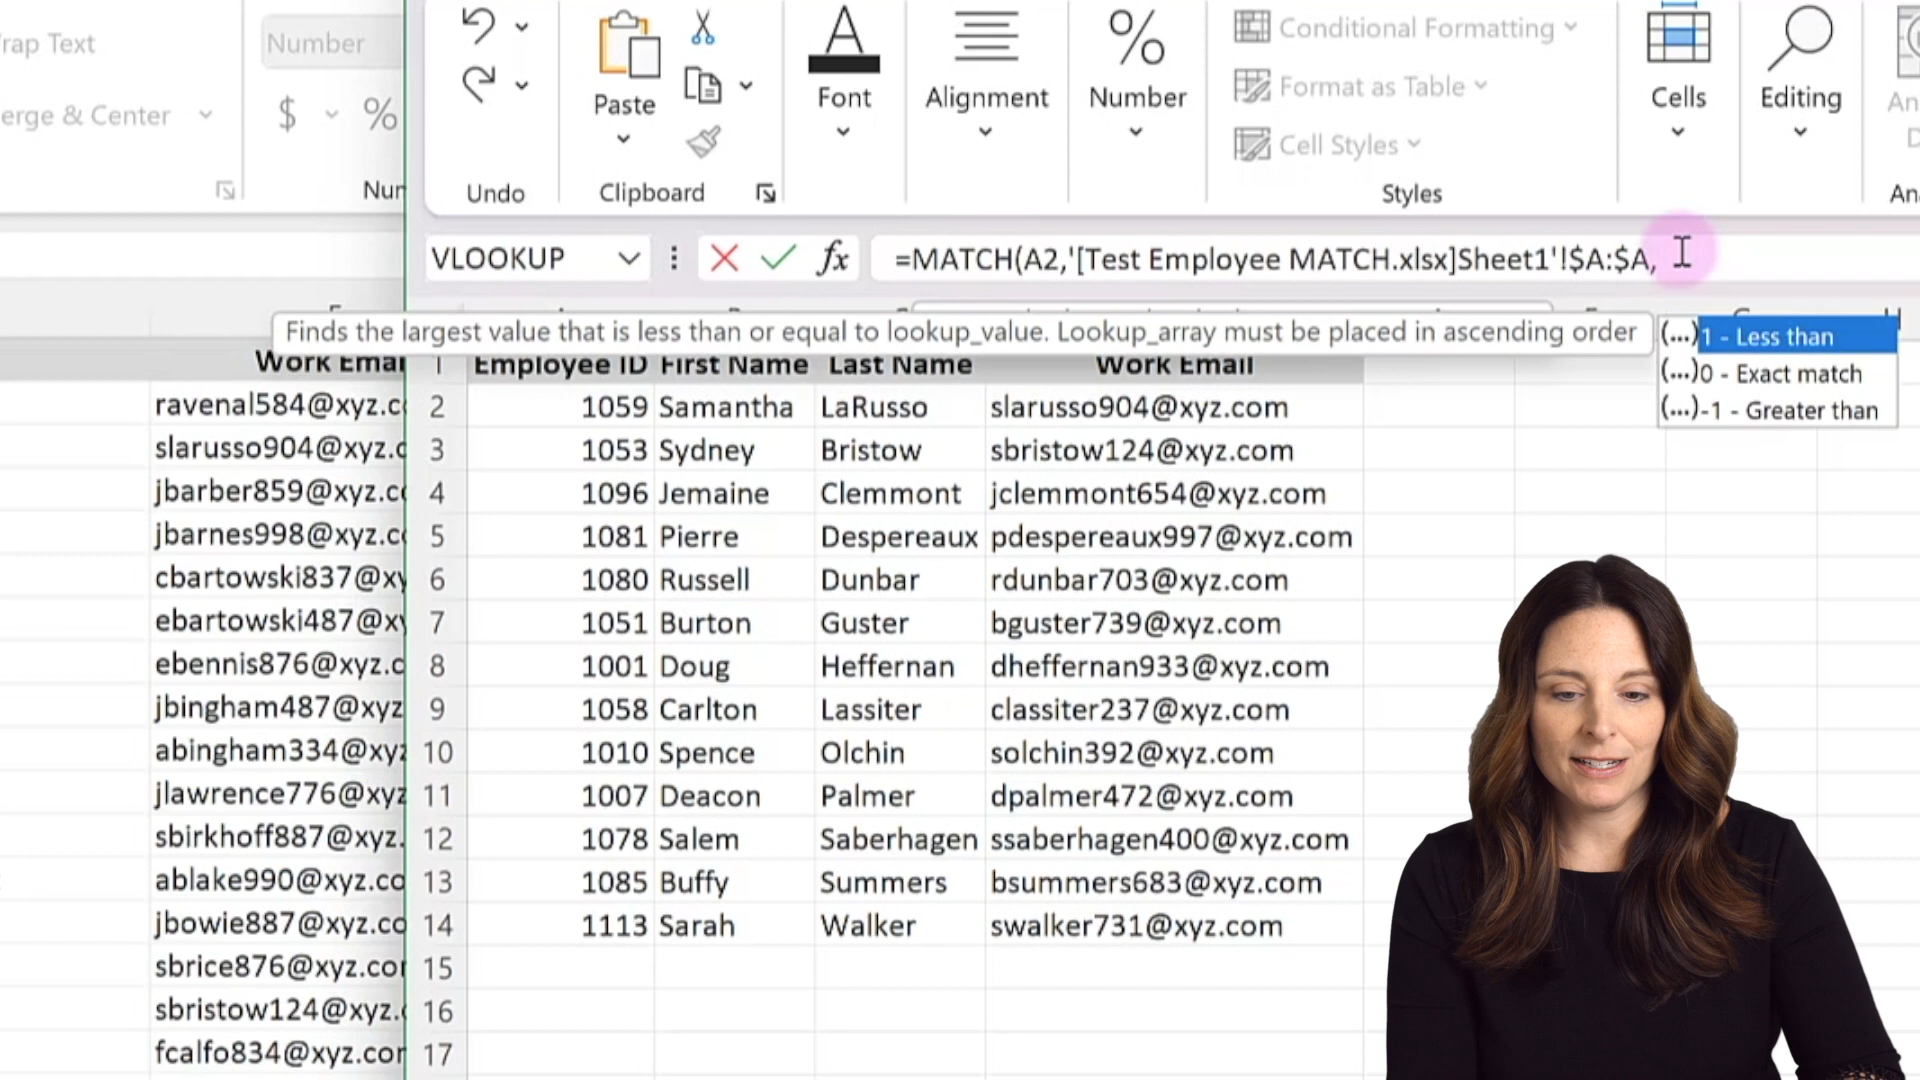 rap Text
Number
erge & Center
$
%
Num
Undo
Paste
Clipboard
Font
Alignment
%
Number
Conditional Formatting
Format as Table
Cell Styles
Styles
Cells
Editing
An
D
An
VLOOKUP
fx
=MATCH(A2,'[Test Employee MATCH.xlsx]Sheet1'!$A:$A,
Finds the largest value that is less than or equal to lookup_value. Lookup_array must be placed in ascending order
(...)1 - Less than
(...)0 - Exact match
(...)-1 - Greater than
Work Emai
ravenal584@xyz.c
slarusso904@xyz.c
jbarber859@xyz.c
jbarnes998@xyz.c
cbartowski837@xy
ebartowski487@xy
ebennis876@xyz.c
jbingham487@xyz
abingham334@xyz
jlawrence776@xyz
sbirkhoff887@xyz.
ablake990@xyz.co
jbowie887@xyz.co
sbrice876@xyz.co
sbristow124@xyz.
fcalfo834@xyz.co
1 Employee ID First Name Last Name Work Email
2 1059 Samantha LaRusso slarusso904@xyz.com
3 1053 Sydney Bristow sbristow124@xyz.com
4 1096 Jemaine Clemmont jclemmont654@xyz.com
5 1081 Pierre Despereaux pdespereaux997@xyz.com
6 1080 Russell Dunbar rdunbar703@xyz.com
7 1051 Burton Guster bguster739@xyz.com
8 1001 Doug Heffernan dheffernan933@xyz.com
9 1058 Carlton Lassiter classiter237@xyz.com
10 1010 Spence Olchin solchin392@xyz.com
11 1007 Deacon Palmer dpalmer472@xyz.com
12 1078 Salem Saberhagen ssaberhagen400@xyz.com
13 1085 Buffy Summers bsummers683@xyz.com
14 1113 Sarah Walker swalker731@xyz.com
15
16
17